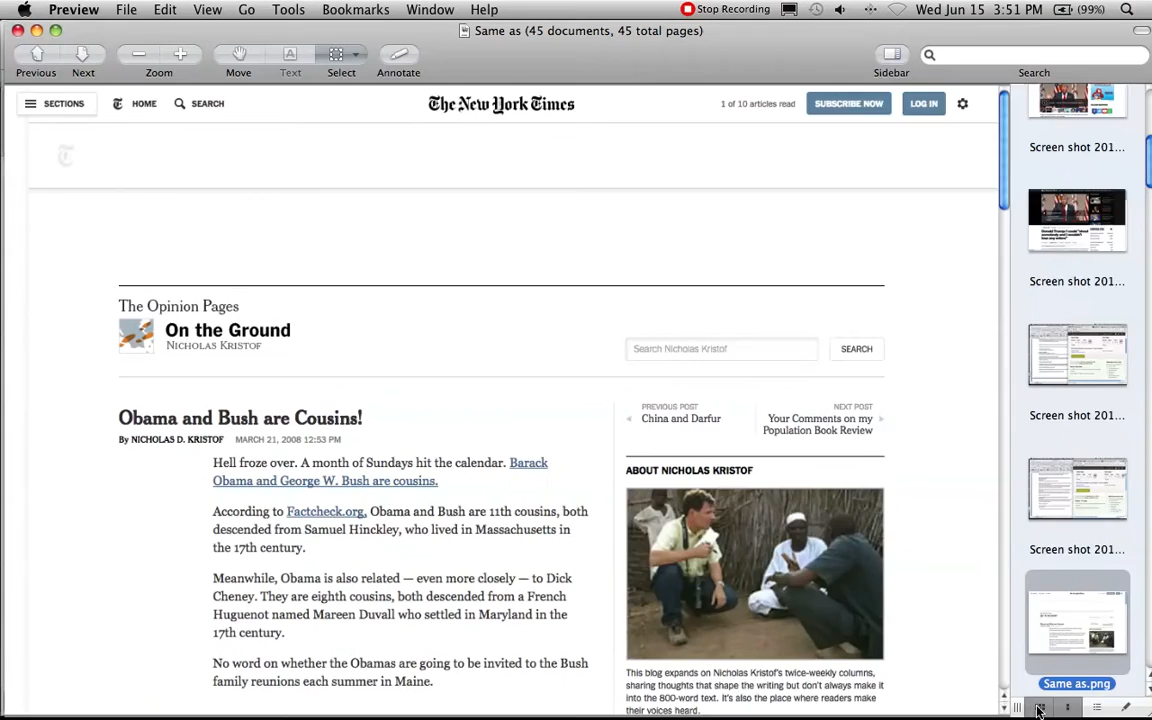 Preview File Edit View Go Tools Bookmarks Window Help Stop Recording Wed Jun 15 3:51 PM (99%)
Same as (45 documents, 45 total pages)
Previous Next Zoom Move Text Select Annotate Sidebar Search
SECTIONS HOME SEARCH The New York Times 1 of 10 articles read SUBSCRIBE NOW LOG IN
The Opinion Pages
On the Ground
NICHOLAS KRISTOF
Search Nicholas Kristof SEARCH
Obama and Bush are Cousins!
By NICHOLAS D. KRISTOF MARCH 21, 2008 12:53 PM
Hell froze over. A month of Sundays hit the calendar. Barack
Obama and George W. Bush are cousins.
According to Factcheck.org, Obama and Bush are 11th cousins, both
descended from Samuel Hinckley, who lived in Massachusetts in
the 17th century.
Meanwhile, Obama is also related — even more closely — to Dick
Cheney. They are eighth cousins, both descended from a French
Huguenot named Mareen Duvall who settled in Maryland in the
17th century.
No word on whether the Obamas are going to be invited to the Bush
family reunions each summer in Maine.
PREVIOUS POST
China and Darfur
NEXT POST
Your Comments on my
Population Book Review
ABOUT NICHOLAS KRISTOF
This blog expands on Nicholas Kristof's twice-weekly columns,
sharing thoughts that shape the writing but don't always make it
into the 800-word text. It's also the place where readers make
their voices heard.
Screen shot 201...
Screen shot 201...
Screen shot 201...
Screen shot 201...
Same as.png